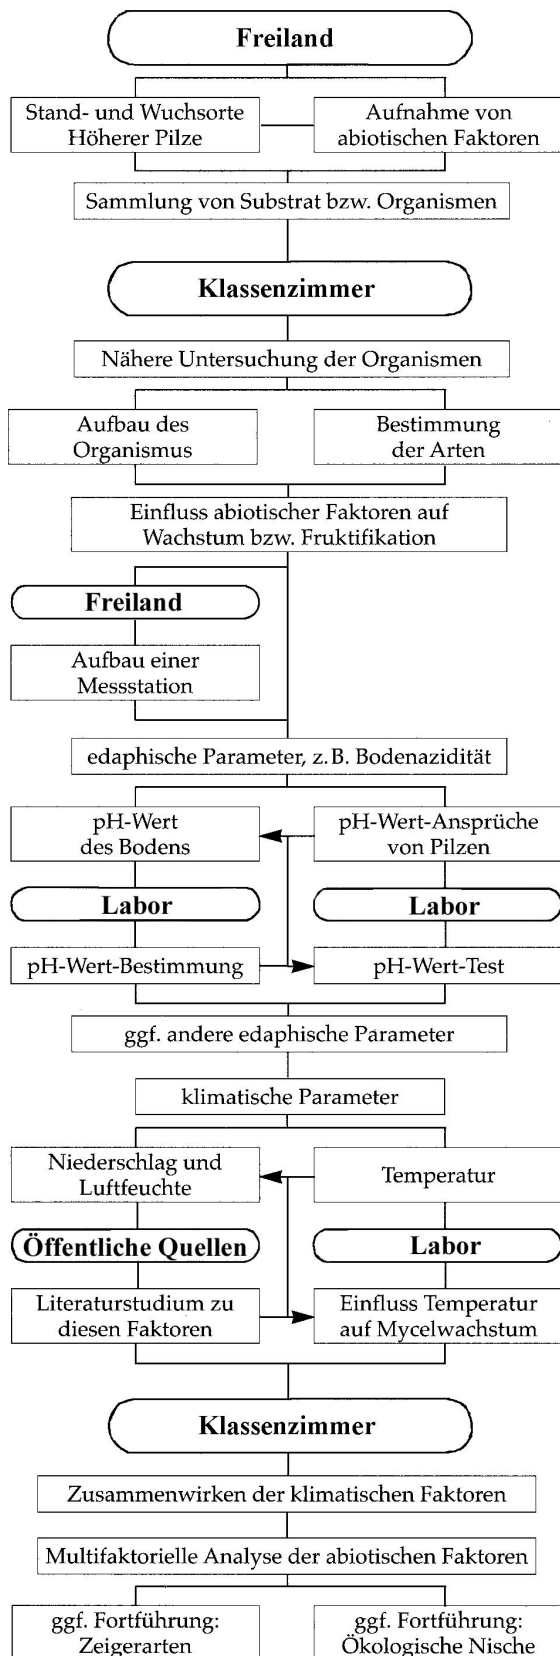 Freiland
Stand- und Wuchsorte
Höherer Pilze
Aufnahme von
abiotischen Faktoren
Sammlung von Substrat bzw. Organismen
Klassenzimmer
Nähere Untersuchung der Organismen
Aufbau des
Organismus
Bestimmung
der Arten
Einfluss abiotischer Faktoren auf
Wachstum bzw. Fruktifikation
Freiland
Aufbau einer
Messstation
edaphische Parameter, z.B. Bodenazidität
pH-Wert
des Bodens
pH-Wert-Ansprüche
von Pilzen
Labor
Labor
pH-Wert-Bestimmung
pH-Wert-Test
ggf. andere edaphische Parameter
klimatische Parameter
Niederschlag und
Luftfeuchte
Temperatur
Öffentliche Quellen
Labor
Literaturstudium zu
diesen Faktoren
Einfluss Temperatur
auf Mycelwachstum
Klassenzimmer
Zusammenwirken der klimatischen Faktoren
Multifaktorielle Analyse der abiotischen Faktoren
ggf. Fortführung:
Zeigerarten
ggf. Fortführung:
Ökologische Nische